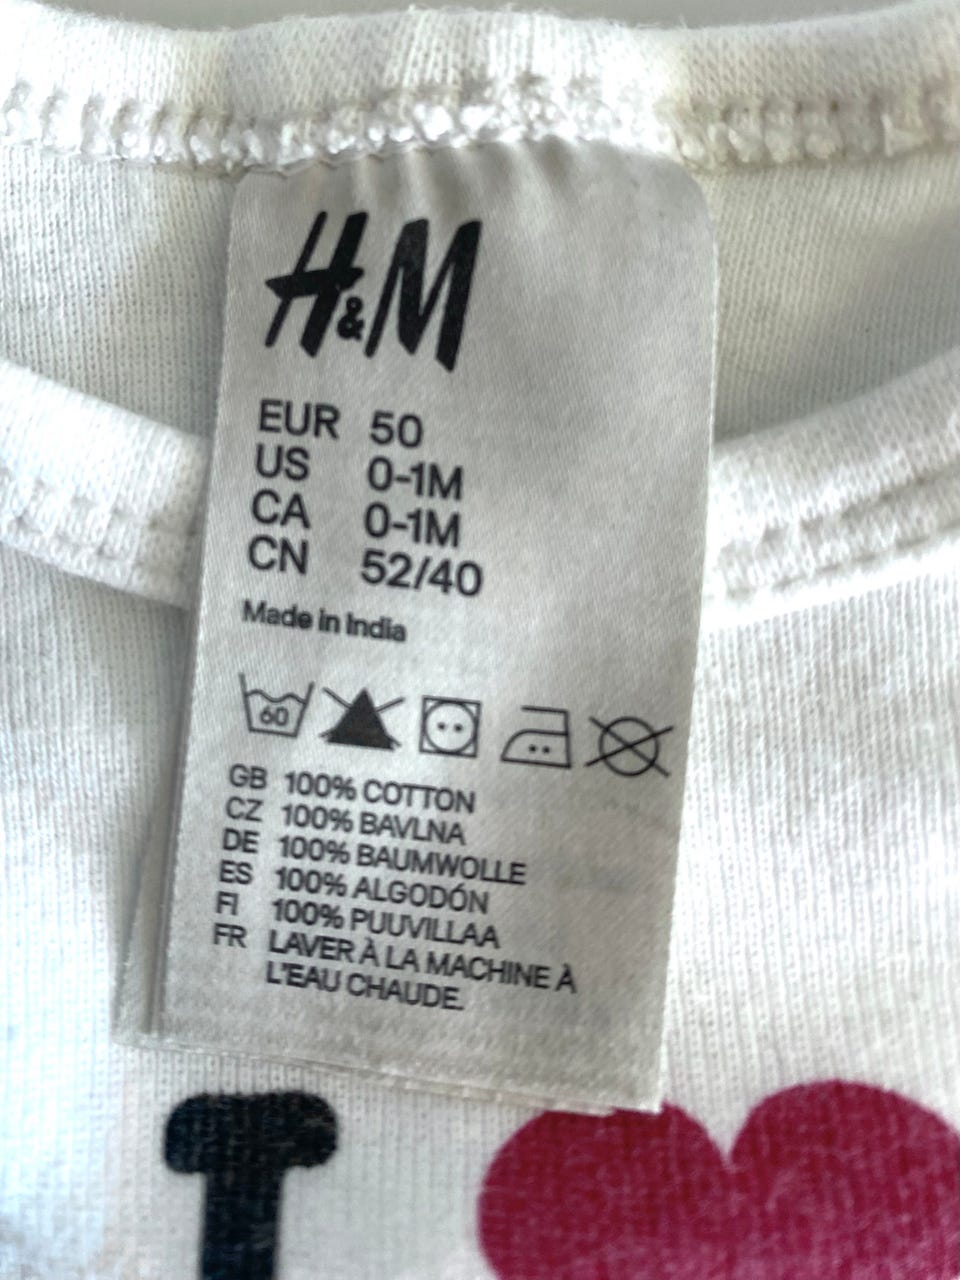 H&M
EUR 50
US 0-1M
CA 0-1M
CN 52/40
Made in India
60
GB 100% COTTON
CZ 100% BAVLNA
DE 100% BAUMWOLLE
ES 100% ALGODÓN
FI 100% PUUVILLAA
FR LAVER À LA MACHINE À
L'EAU CHAUDE.
I